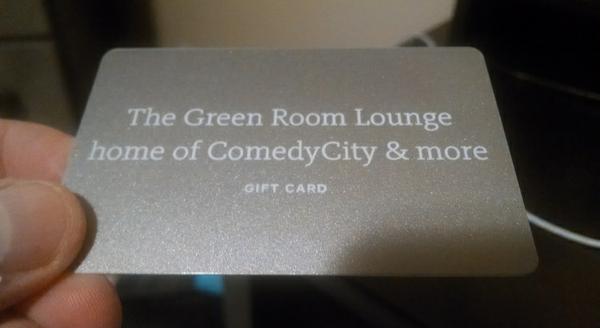 The Green Room Lounge
home of ComedyCity & more
GIFT CARD